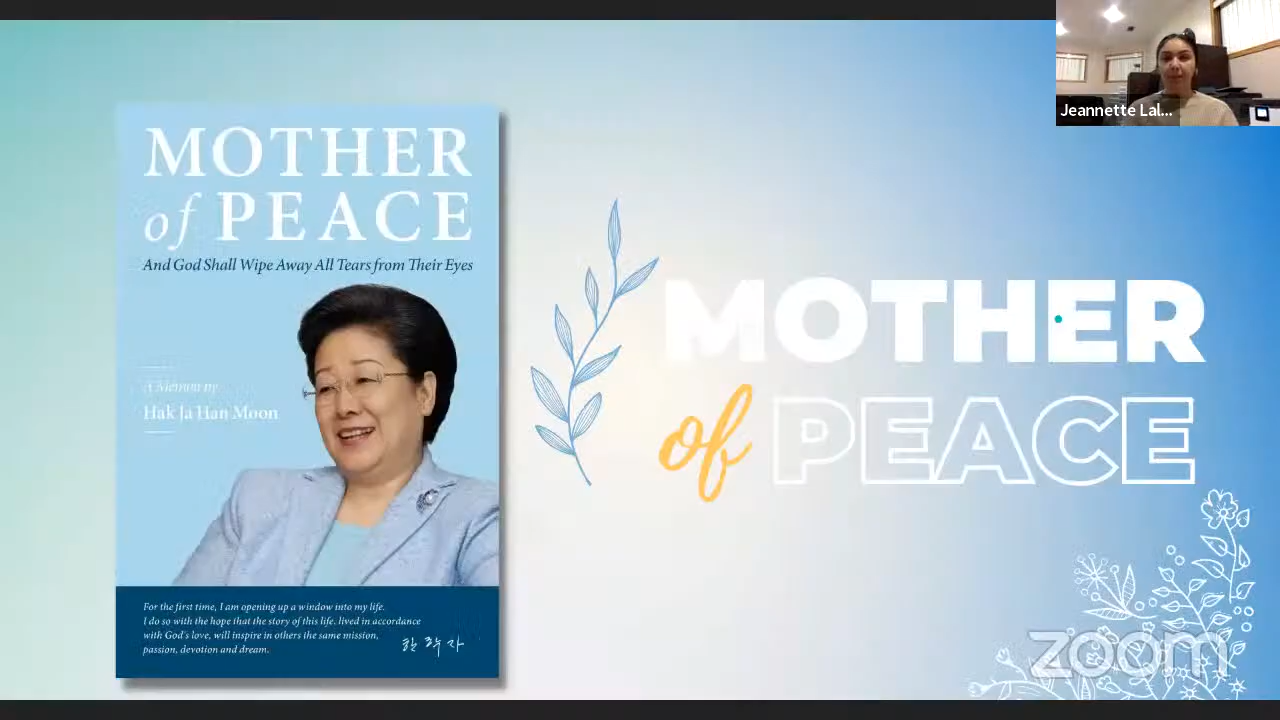 Jeannette Lal...
MOTHER
of PEACE
And God Shall Wipe Away All Tears from Their Eyes
A Memoir by
Hak Ja Han Moon
For the first time, I am opening up a window into my life.
I do so with the hope that the story of this life, lived in accordance
with God's love, will inspire in others the same mission,
passion, devotion and dream.
한 학 자
MOTHER
of PEACE
zoom